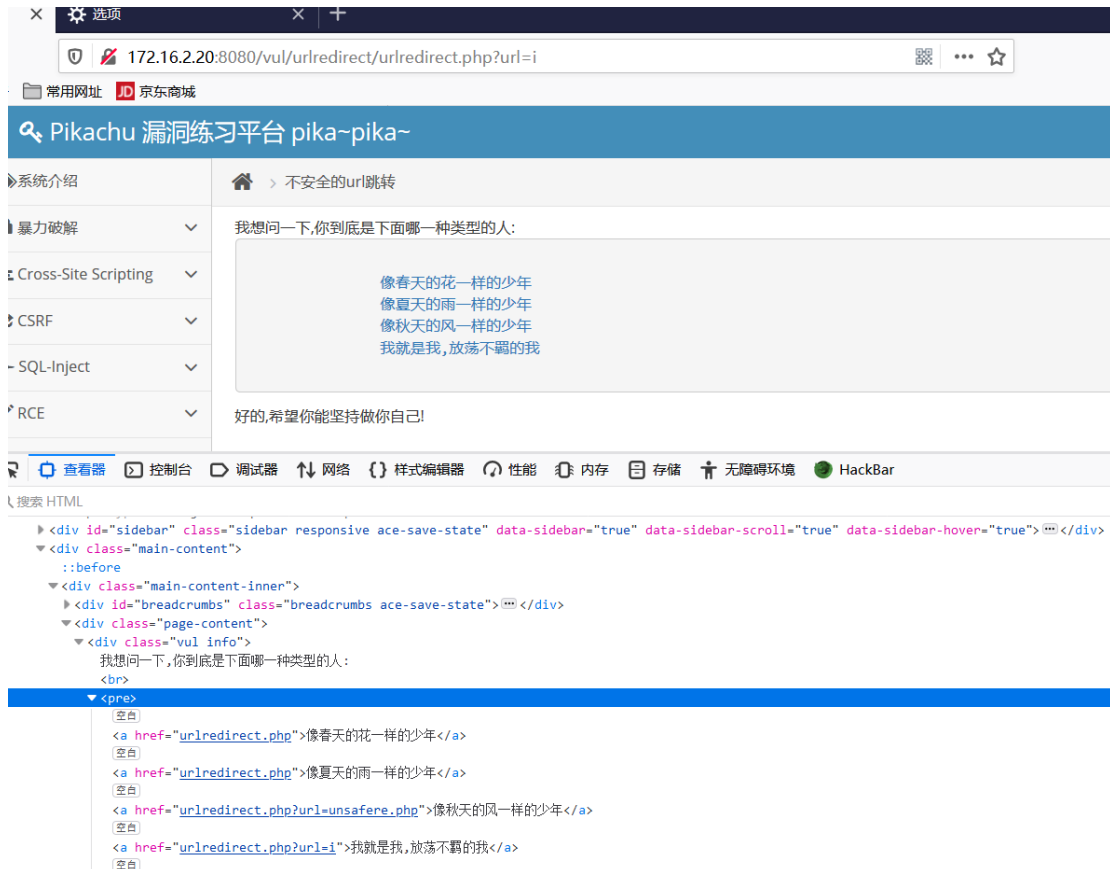 选项
172.16.2.20:8080/vul/urlredirect/urlredirect.php?url=i
常用网址 JD 京东商城
Pikachu 漏洞练习平台 pika~pika~
系统介绍
不安全的url跳转
暴力破解
我想问一下,你到底是下面哪一种类型的人:
Cross-Site Scripting
像春天的花一样的少年
像夏天的雨一样的少年
CSRF
像秋天的风一样的少年
我就是我,放荡不羁的我
SQL-Inject
RCE
好的,希望你能坚持做你自己!
查看器 控制台 调试器 网络 样式编辑器 性能 内存 存储 无障碍环境 HackBar
搜索 HTML
<div id="sidebar" class="sidebar responsive ace-save-state" data-sidebar="true" data-sidebar-scroll="true" data-sidebar-hover="true">…</div>
<div class="main-content">
::before
<div class="main-content-inner">
<div id="breadcrumbs" class="breadcrumbs ace-save-state">…</div>
<div class="page-content">
<div class="vul info">
我想问一下,你到底是下面哪一种类型的人:
<br>
<pre>
空白
<a href="urlredirect.php">像春天的花一样的少年</a>
空白
<a href="urlredirect.php">像夏天的雨一样的少年</a>
空白
<a href="urlredirect.php?url=unsafere.php">像秋天的风一样的少年</a>
空白
<a href="urlredirect.php?url=i">我就是我,放荡不羁的我</a>
空白